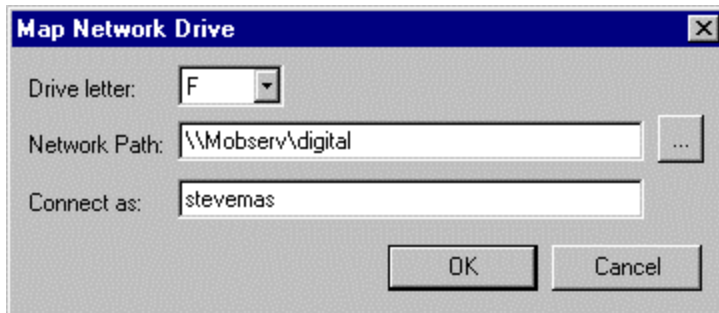 Map Network Drive
Drive letter: F
Network Path: \\Mobserv\digital ...
Connect as: stevemas
OK Cancel